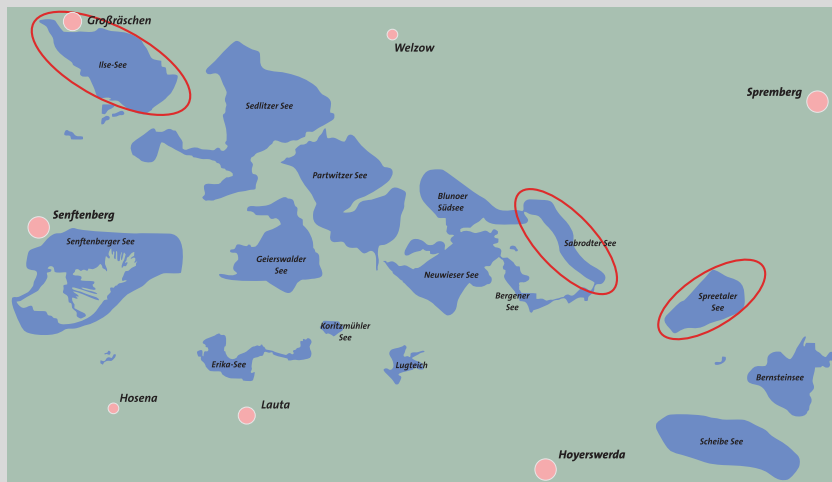 Großräschen
Welzow
Ilse-See
Spremberg
Sedlitzer See
Partwitzer See
Blunoer
Südsee
Senftenberg
Senftenberger See
Sabrodter See
Geierswalder
See
Neuwieser See
Bergener
See
Spreetaler
See
Koritzmühler
See
Erika-See
Lugteich
Bernsteinsee
Hosena
Lauta
Scheibe See
Hoyerswerda